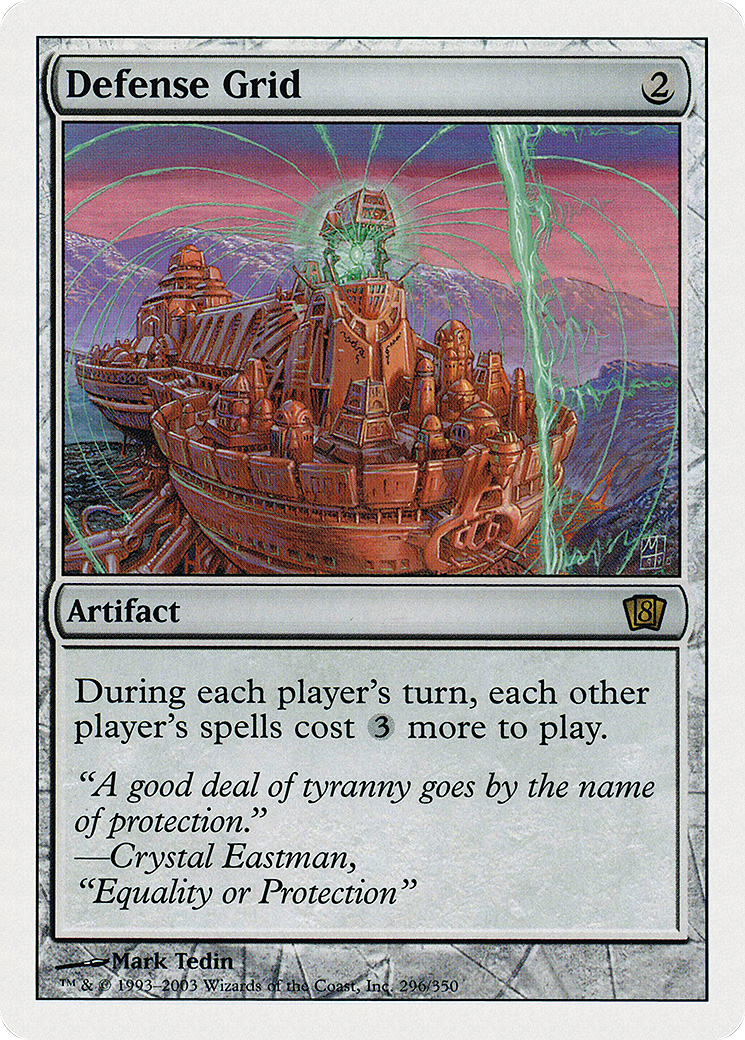 Defense Grid
2
Artifact
8
During each player's turn, each other
player's spells cost 3 more to play.
“A good deal of tyranny goes by the name
of protection.”
—Crystal Eastman,
“Equality or Protection”
Mark Tedin
™ & © 1993–2003 Wizards of the Coast, Inc. 296/350